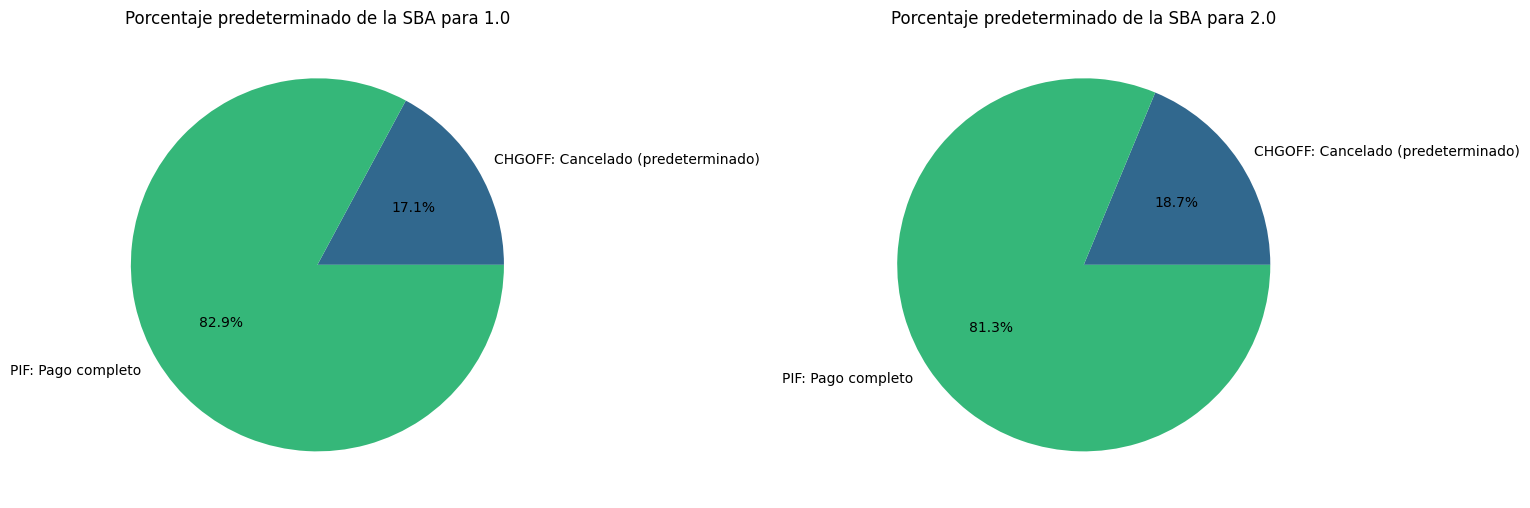 Porcentaje predeterminado de la SBA para 1.0
CHGOFF: Cancelado (predeterminado)
17.1%
82.9%
PIF: Pago completo
Porcentaje predeterminado de la SBA para 2.0
CHGOFF: Cancelado (predeterminado)
18.7%
81.3%
PIF: Pago completo